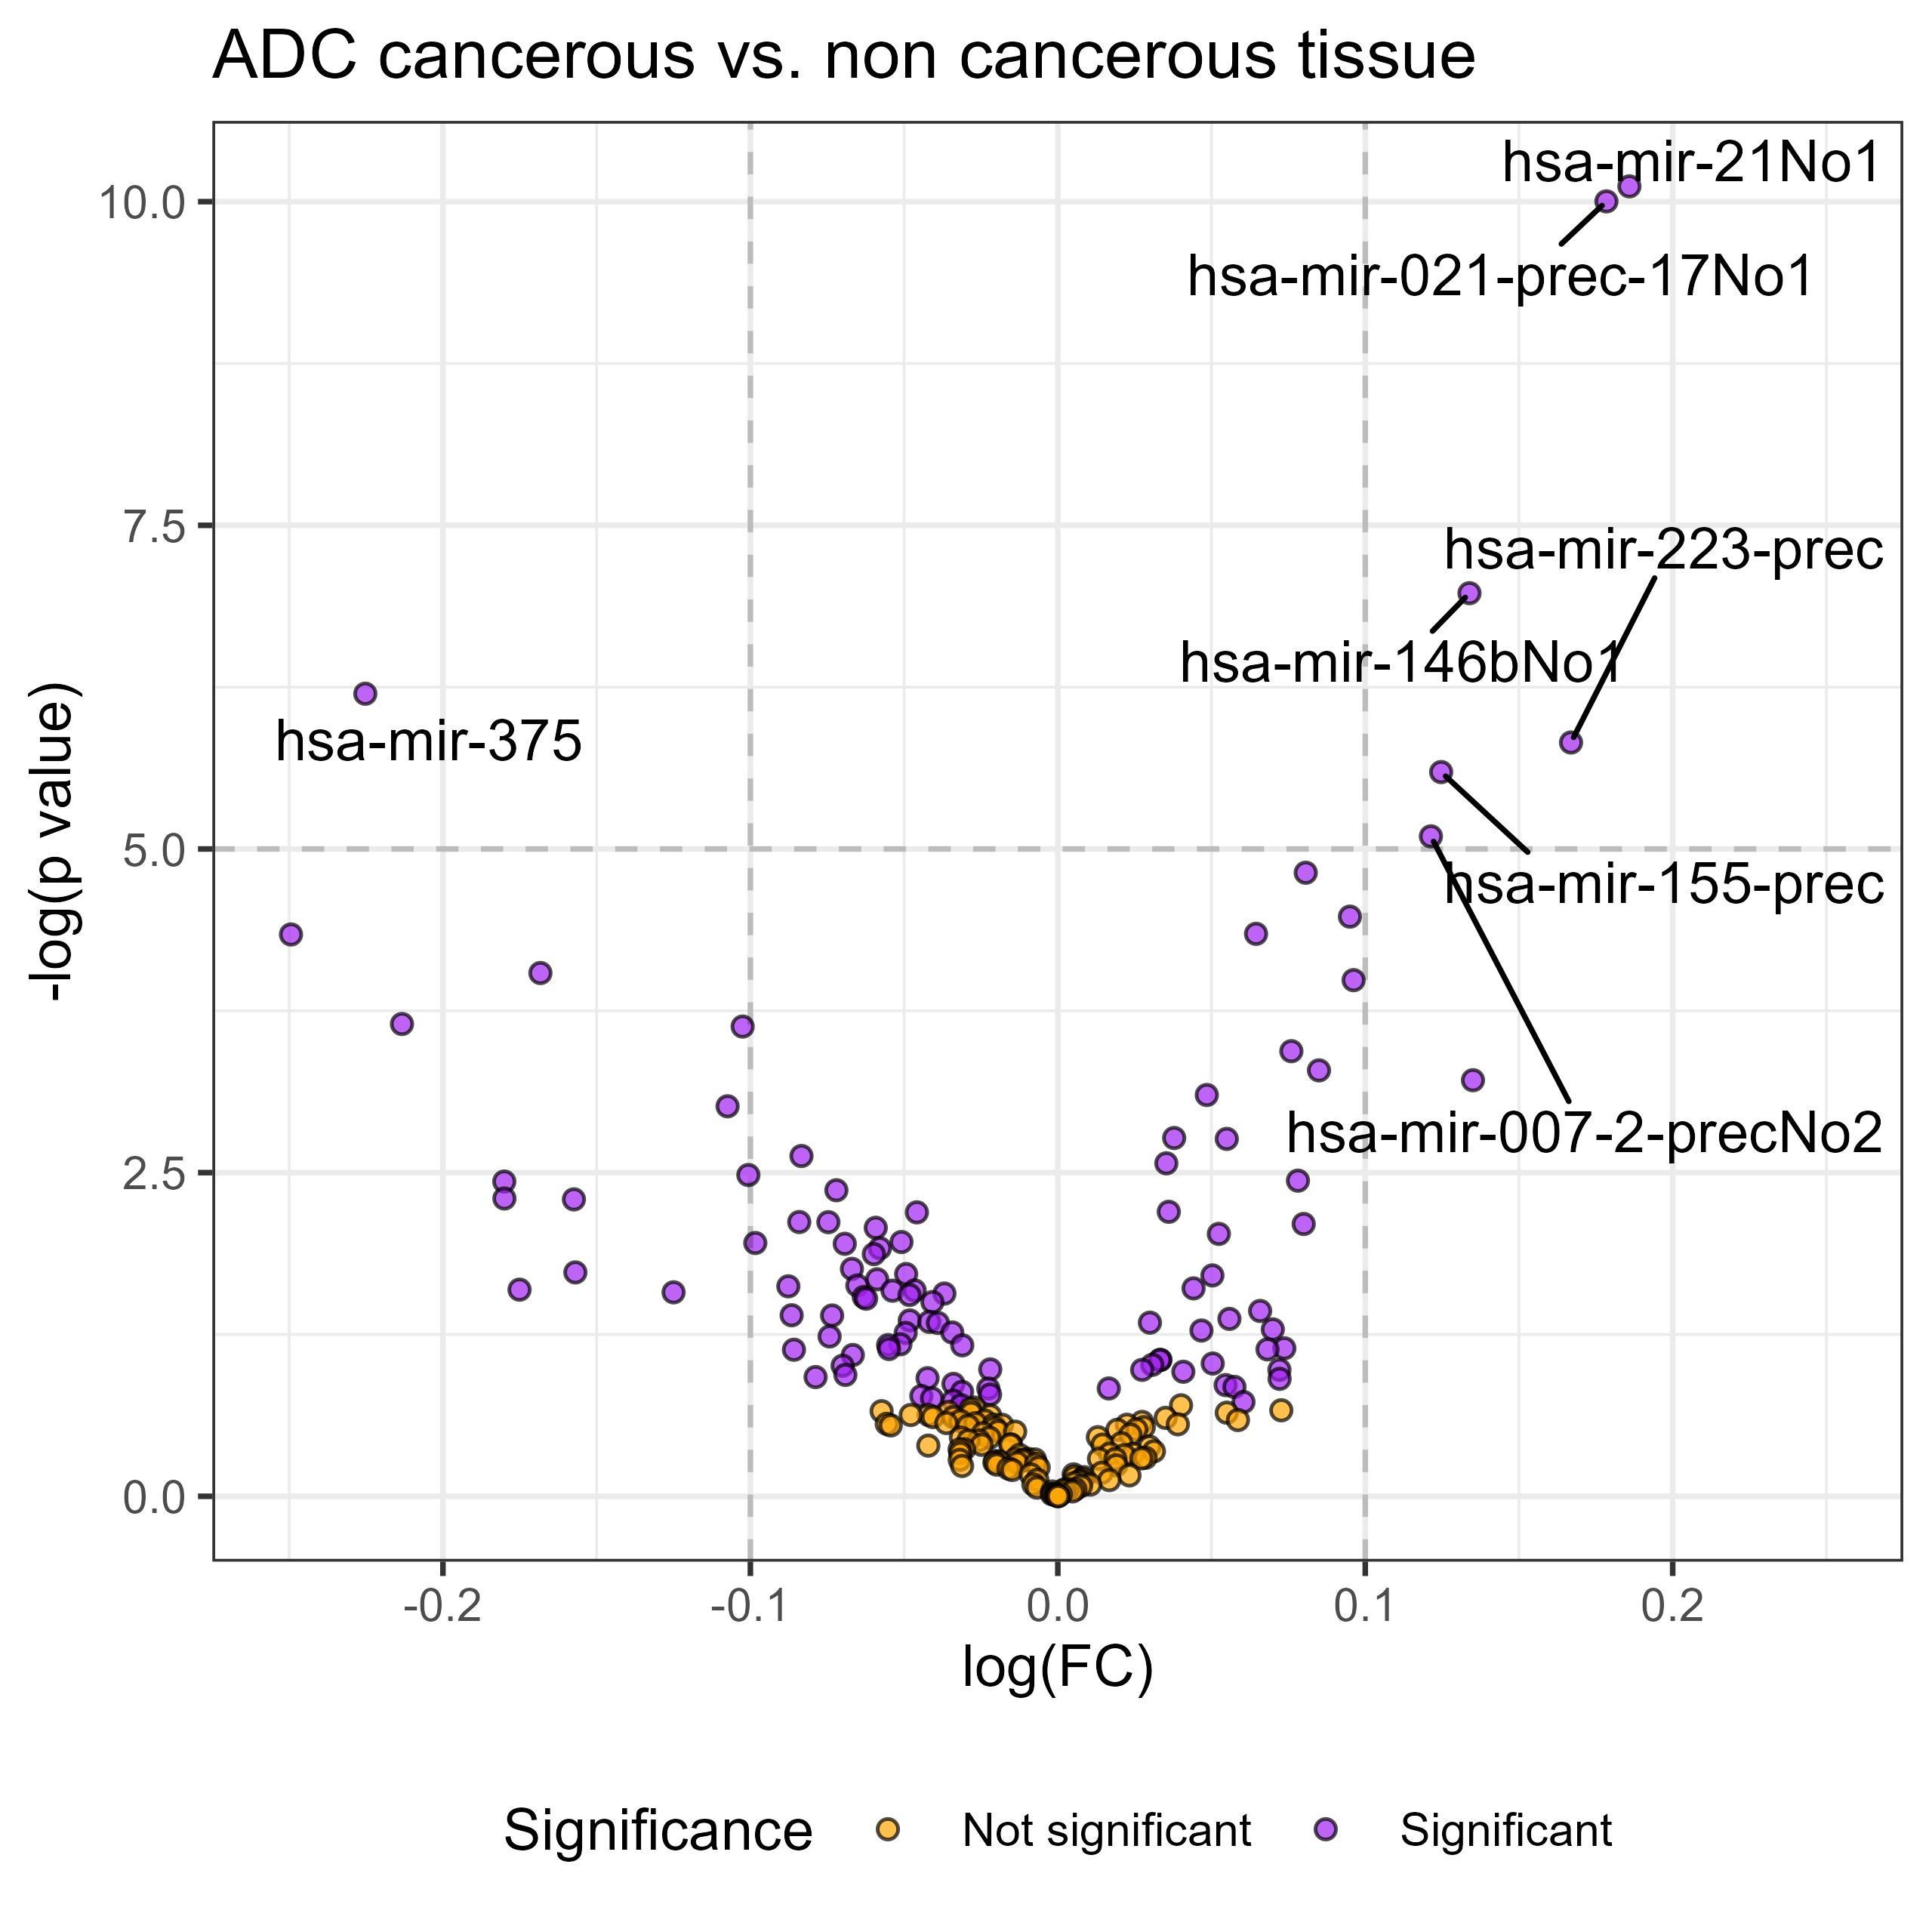 ADC cancerous vs. non cancerous tissue
hsa-mir-21No1
10.0
hsa-mir-021-prec-17No1
7.5
hsa-mir-223-prec
hsa-mir-146bNo1
hsa-mir-375
-log(p value)
5.0
hsa-mir-155-prec
hsa-mir-007-2-precNo2
2.5
0.0
-0.2 -0.1 0.0 0.1 0.2
log(FC)
Significance Not significant Significant